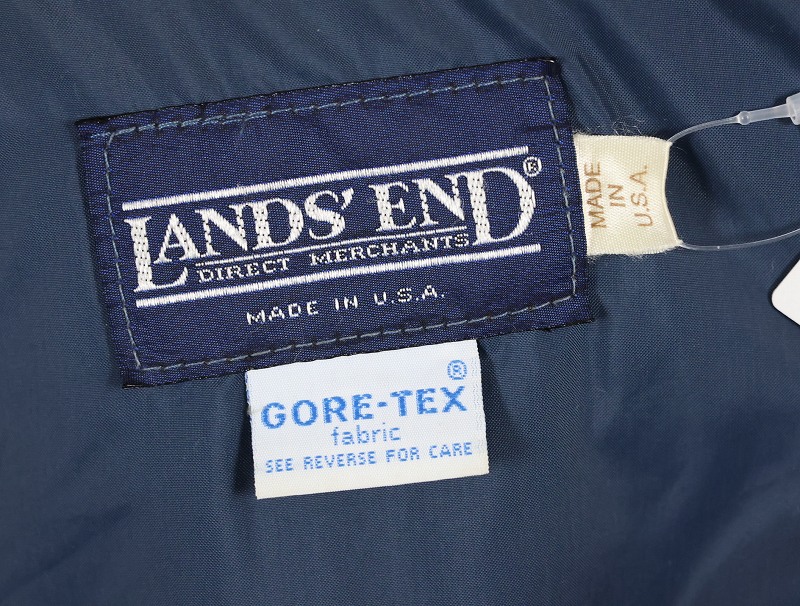 LANDS' END®
DIRECT MERCHANTS
MADE IN U.S.A.
MADE
IN
U.S.A.
GORE-TEX®
fabric
SEE REVERSE FOR CARE